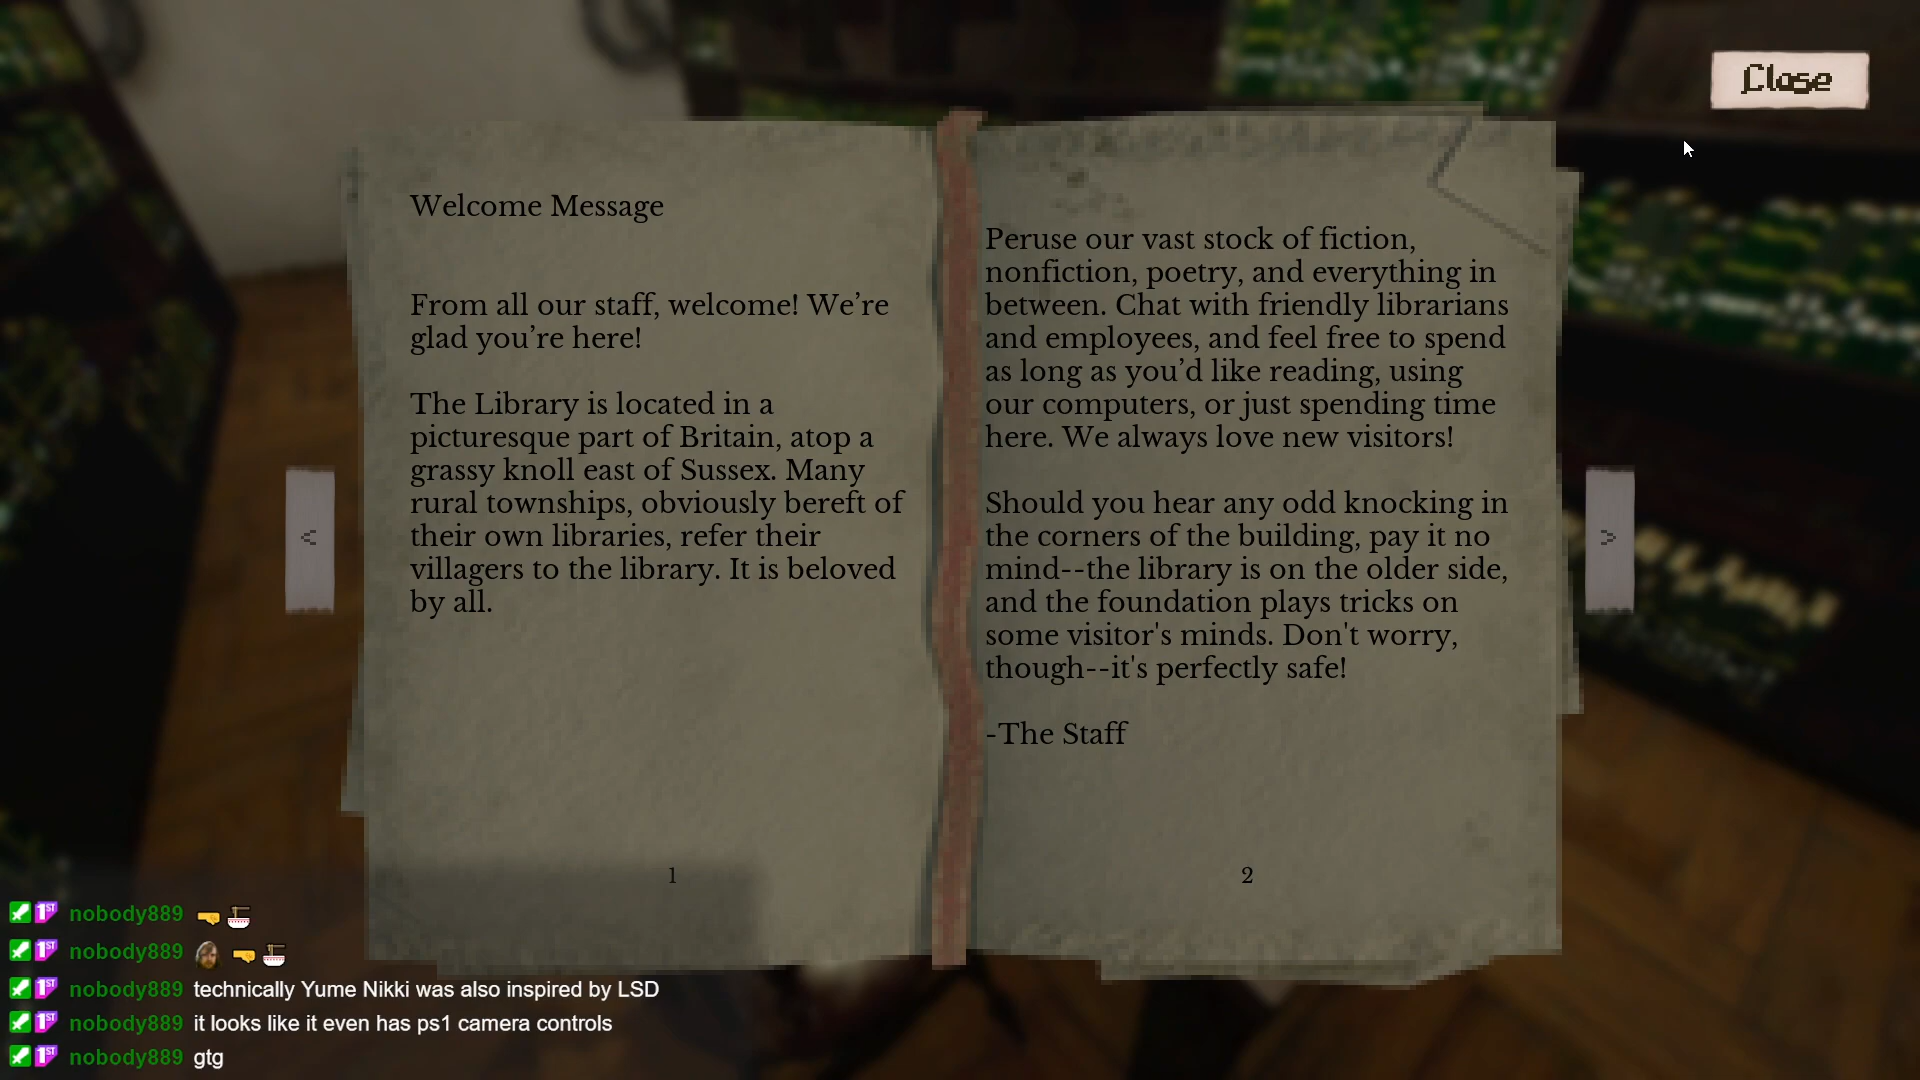 Close
Welcome Message
From all our staff, welcome! We’re
glad you’re here!
The Library is located in a
picturesque part of Britain, atop a
grassy knoll east of Sussex. Many
rural townships, obviously bereft of
their own libraries, refer their
villagers to the library. It is beloved
by all.
1
Peruse our vast stock of fiction,
nonfiction, poetry, and everything in
between. Chat with friendly librarians
and employees, and feel free to spend
as long as you’d like reading, using
our computers, or just spending time
here. We always love new visitors!
Should you hear any odd knocking in
the corners of the building, pay it no
mind--the library is on the older side,
and the foundation plays tricks on
some visitor's minds. Don't worry,
though--it's perfectly safe!
-The Staff
2
<
>
1ST nobody889
1ST nobody889
1ST nobody889 technically Yume Nikki was also inspired by LSD
1ST nobody889 it looks like it even has ps1 camera controls
1ST nobody889 gtg